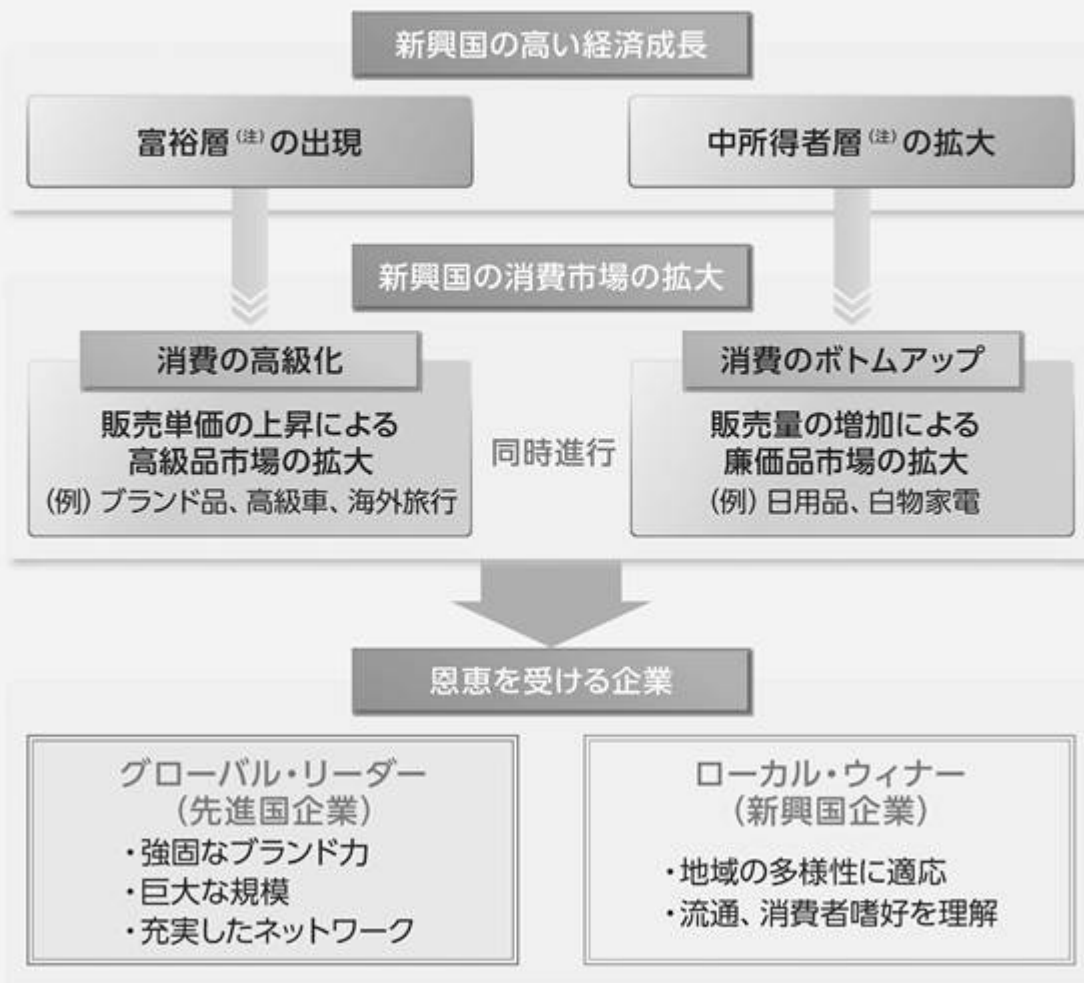 新興国の高い経済成長
富裕層(注)の出現
中所得者層(注)の拡大
新興国の消費市場の拡大
消費の高級化
販売単価の上昇による
高級品市場の拡大
(例) ブランド品、高級車、海外旅行
同時進行
消費のボトムアップ
販売量の増加による
廉価品市場の拡大
(例) 日用品、白物家電
恩恵を受ける企業
グローバル・リーダー
(先進国企業)
・強固なブランド力
・巨大な規模
・充実したネットワーク
ローカル・ウィナー
(新興国企業)
・地域の多様性に適応
・流通、消費者嗜好を理解